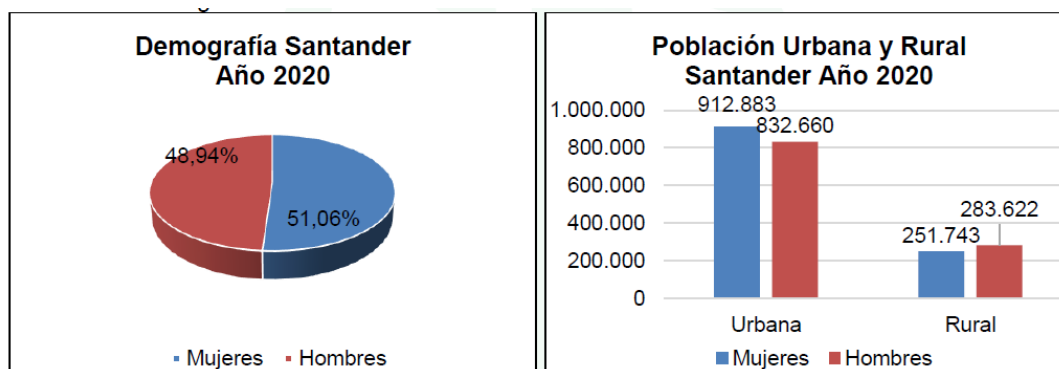 Demografía Santander
Año 2020
48,94%
51,06%
Mujeres Hombres
Población Urbana y Rural
Santander Año 2020
1.000.000
800.000
600.000
400.000
200.000
0
912.883
832.660
251.743
283.622
Urbana Rural
Mujeres Hombres